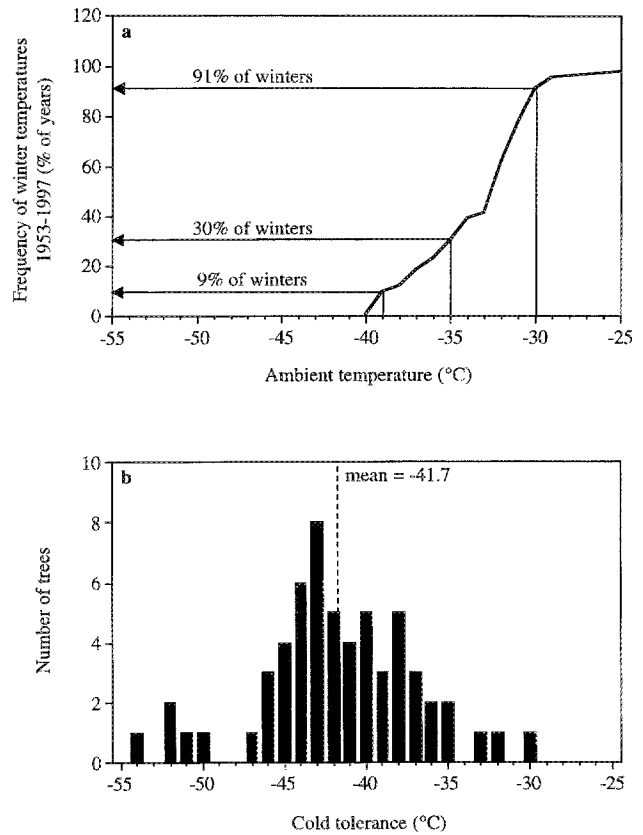 120
a
100
91% of winters
80
60
40
30% of winters
20
9% of winters
0
-55 -50 -45 -40 -35 -30 -25
Frequency of winter temperatures
1953-1997 (% of years)
Ambient temperature (°C)
10
b
mean = -41.7
8
6
4
2
0
-55 -50 -45 -40 -35 -30 -25
Number of trees
Cold tolerance (°C)